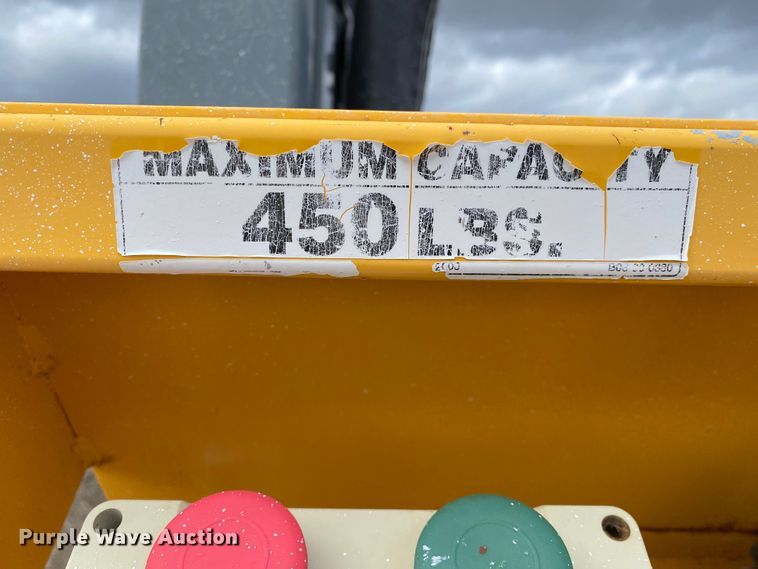 MAXIMUM CAPACITY
450 LBS.
Purple Wave Auction